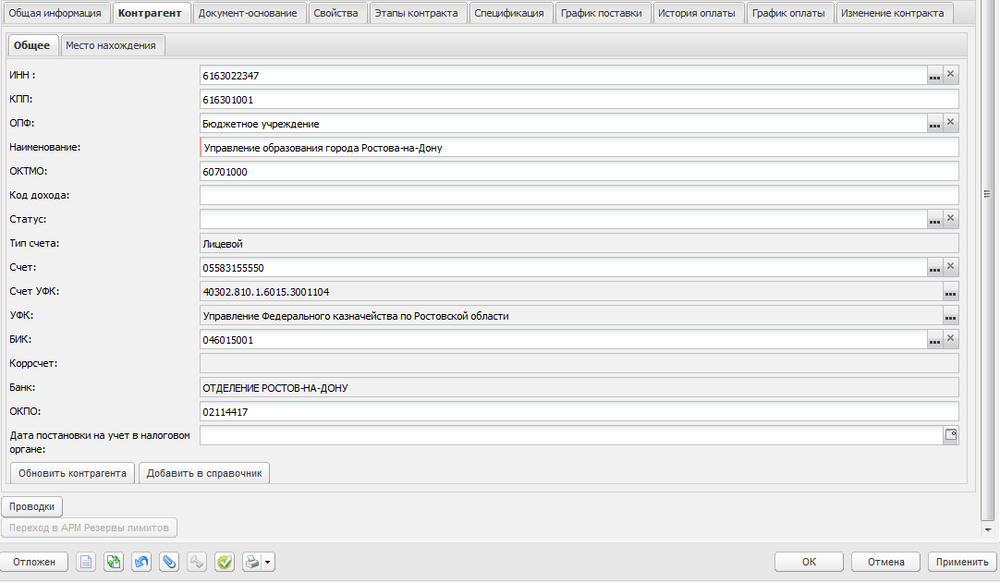 Общая информация Контрагент Документ-основание Свойства Этапы контракта Спецификация График поставки История оплаты График оплаты Изменение контракта
Общее Место нахождения
ИНН : 6163022347
КПП: 616301001
ОПФ: Бюджетное учреждение
Наименование: Управление образования города Ростова-на-Дону
ОКТМО: 60701000
Код дохода:
Статус:
Тип счета: Лицевой
Счет: 05583155550
Счет УФК: 40302.810.1.6015.3001104
УФК: Управление Федерального казначейства по Ростовской области
БИК: 046015001
Коррсчет:
Банк: ОТДЕЛЕНИЕ РОСТОВ-НА-ДОНУ
ОКПО: 02114417
Дата постановки на учет в налоговом
органе:
Обновить контрагента Добавить в справочник
Проводки
Переход в АРМ Резервы лимитов
Отложен ОК Отмена Применить